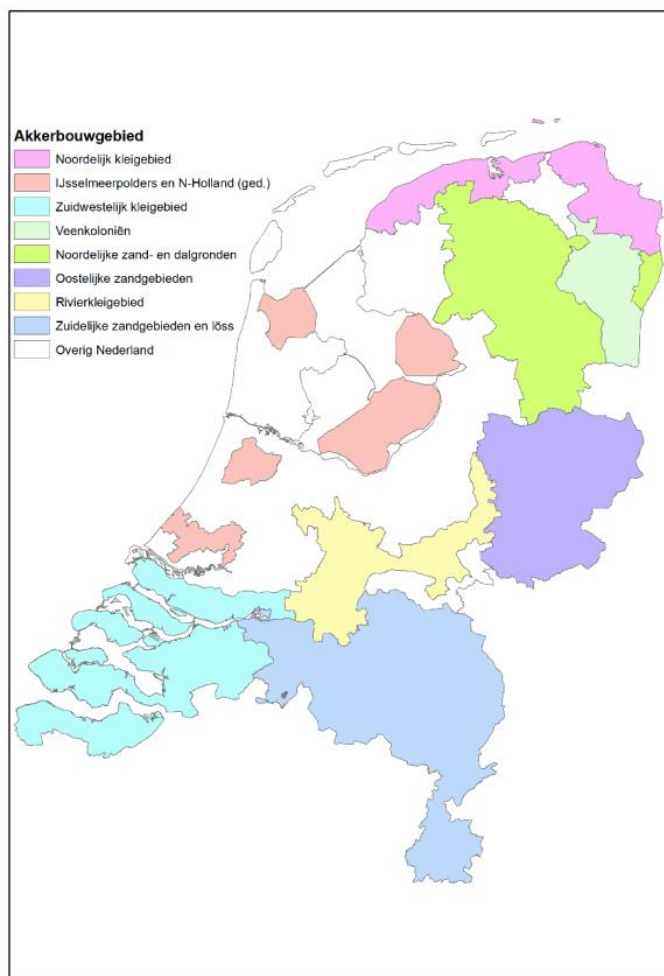 Akkerbouwgebied
Noordelijk kleigebied
IJsselmeerpolders en N-Holland (ged.)
Zuidwestelijk kleigebied
Veenkoloniën
Noordelijke zand- en dalgronden
Oostelijke zandgebieden
Rivierkleigebied
Zuidelijke zandgebieden en löss
Overig Nederland